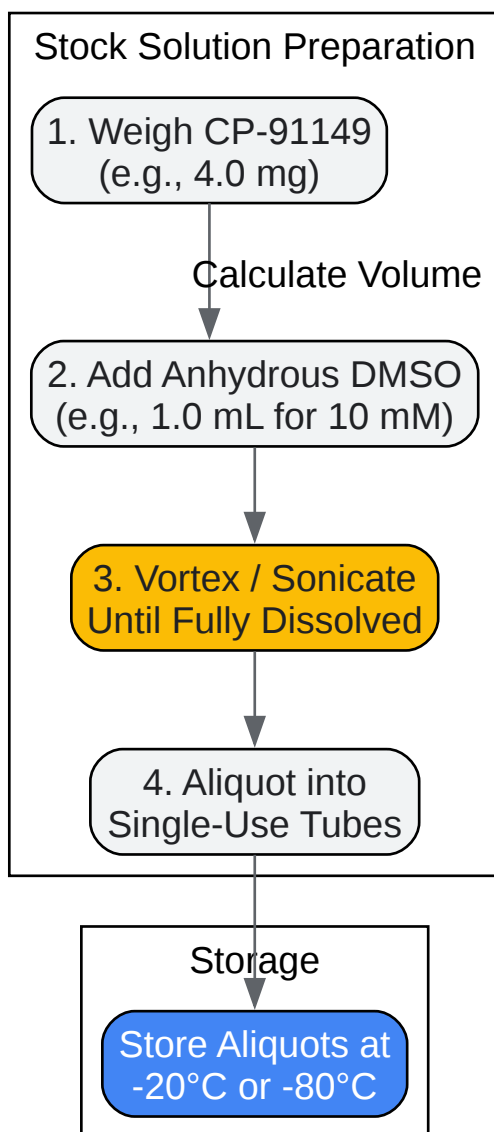 Stock Solution Preparation
1. Weigh CP-91149
(e.g., 4.0 mg)
Calculate Volume
2. Add Anhydrous DMSO
(e.g., 1.0 mL for 10 mM)
3. Vortex / Sonicate
Until Fully Dissolved
4. Aliquot into
Single-Use Tubes
Storage
Store Aliquots at
-20°C or -80°C